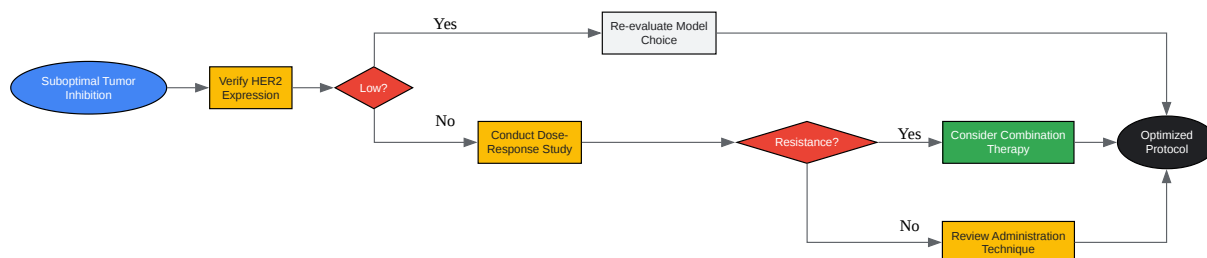 Suboptimal Tumor
Inhibition
Verify HER2
Expression
Low?
Yes
Re-evaluate Model
Choice
No
Conduct Dose-
Response Study
Resistance?
Yes
Consider Combination
Therapy
No
Review Administration
Technique
Optimized
Protocol